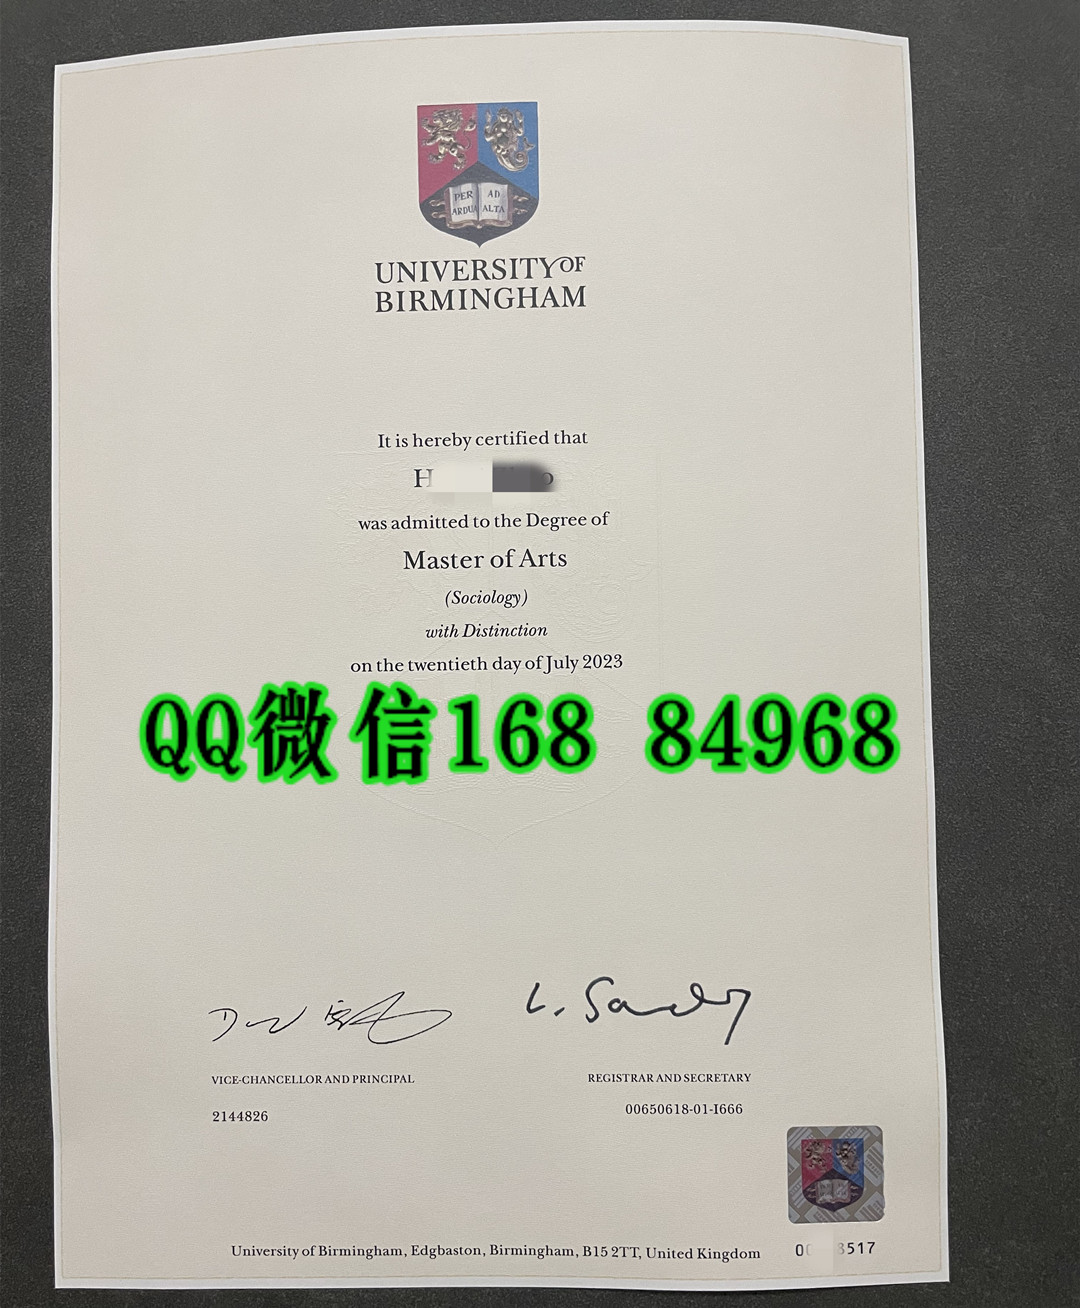 PER AD
ARDUA ALTA
UNIVERSITY OF
BIRMINGHAM
It is hereby certified that
was admitted to the Degree of
Master of Arts
(Sociology)
with Distinction
on the twentieth day of July 2023
QQ微信168 84968
L. Sandy
VICE-CHANCELLOR AND PRINCIPAL
REGISTRAR AND SECRETARY
2144826
00650618-01-I666
University of Birmingham, Edgbaston, Birmingham, B15 2TT, United Kingdom